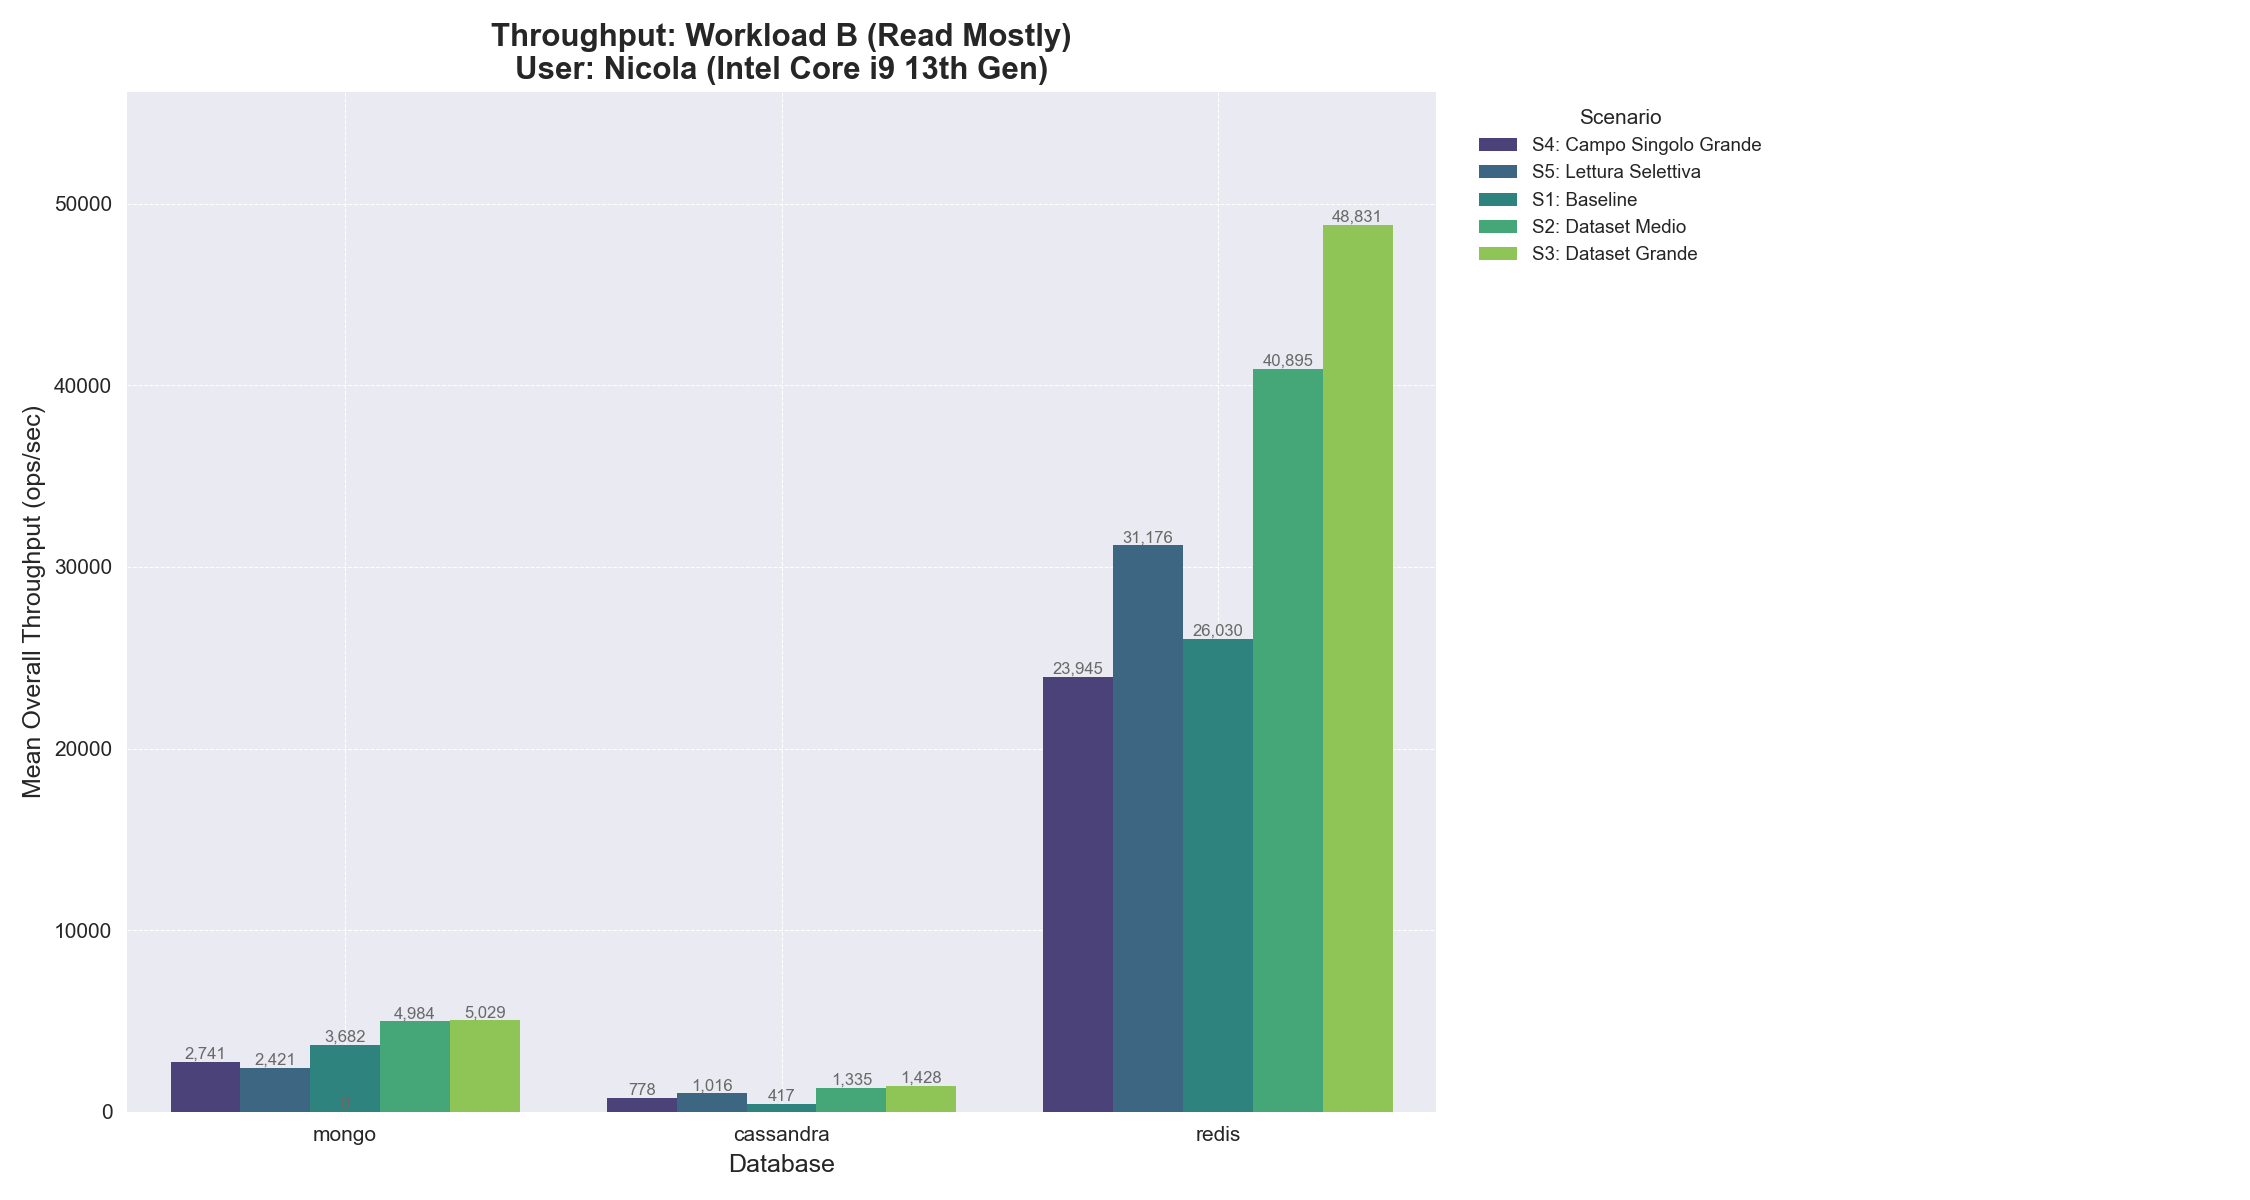 Throughput: Workload B (Read Mostly)
User: Nicola (Intel Core i9 13th Gen)
Mean Overall Throughput (ops/sec)
50000
40000
30000
20000
10000
0
2,741
2,421
3,682
4,984
5,029
0
778
1,016
417
1,335
1,428
23,945
31,176
26,030
40,895
48,831
mongo
cassandra
redis
Database
Scenario
S4: Campo Singolo Grande
S5: Lettura Selettiva
S1: Baseline
S2: Dataset Medio
S3: Dataset Grande